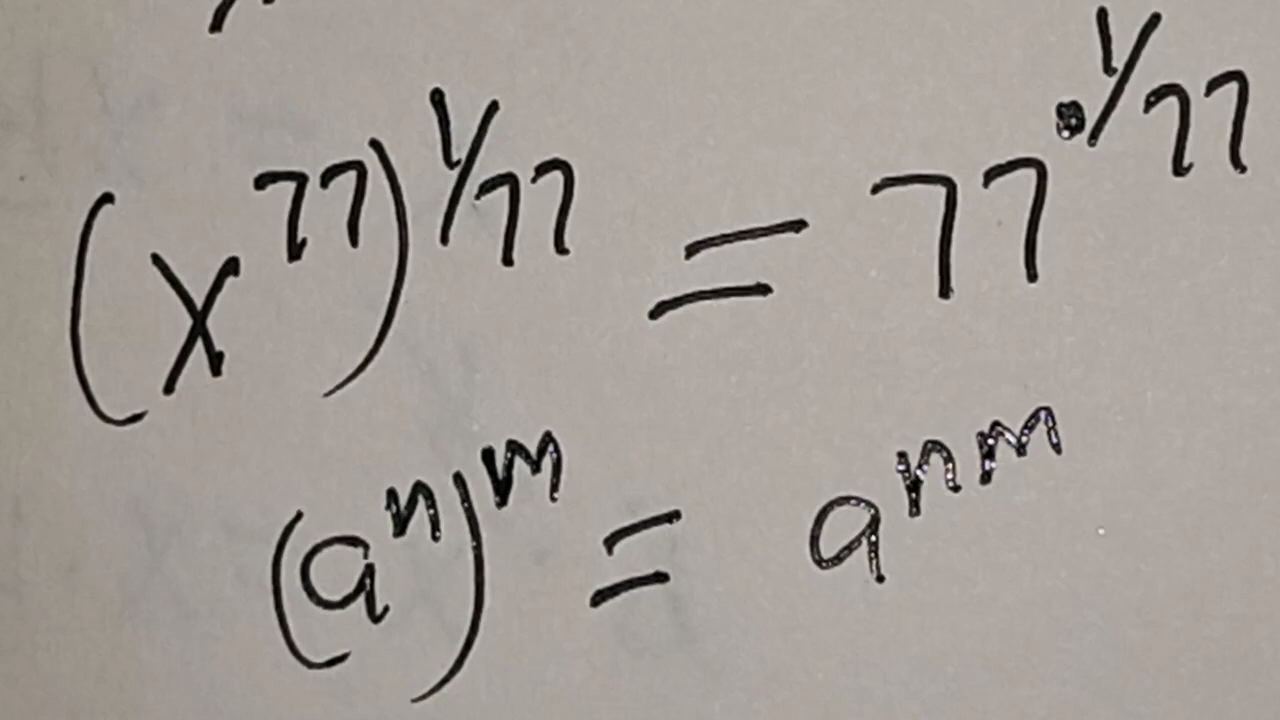 (x^77)^1/77 = 77^1/77
(a^n)^m = a^nm